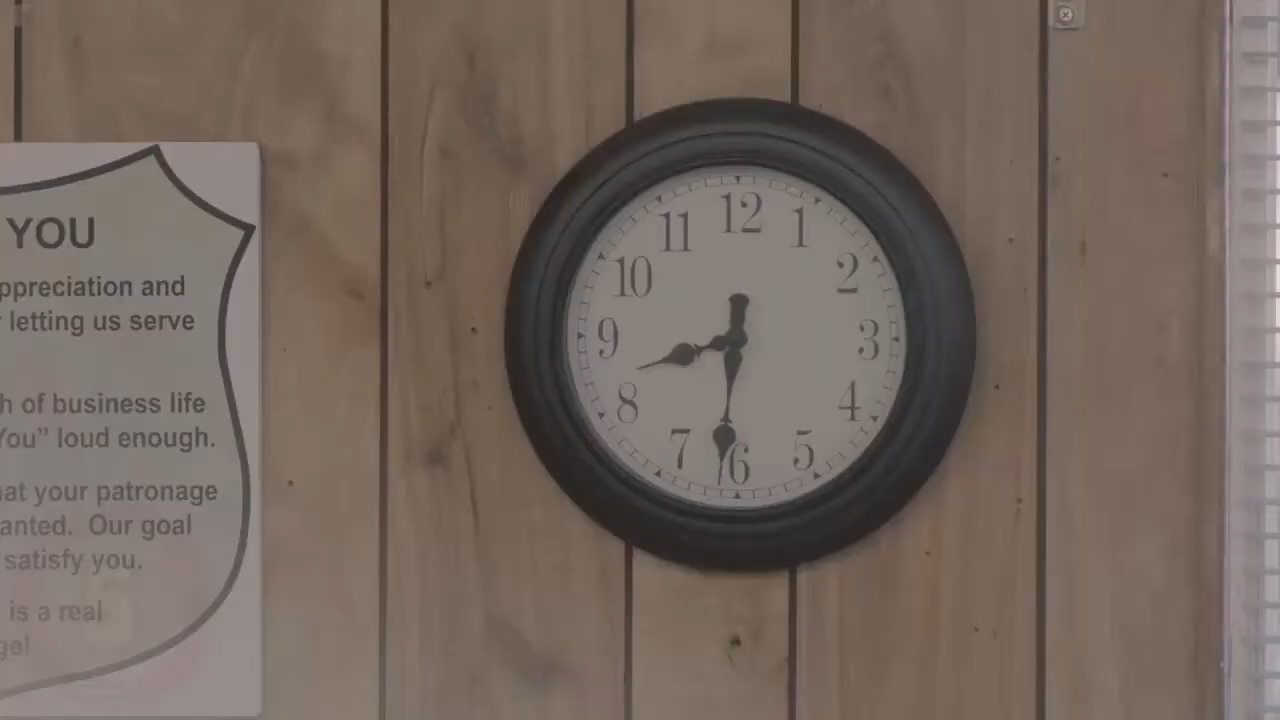 YOU
ppreciation and
letting us serve
h of business life
You” loud enough.
at your patronage
anted. Our goal
satisfy you.
is a real
ge!
12
1
2
3
4
5
6
7
8
9
10
11